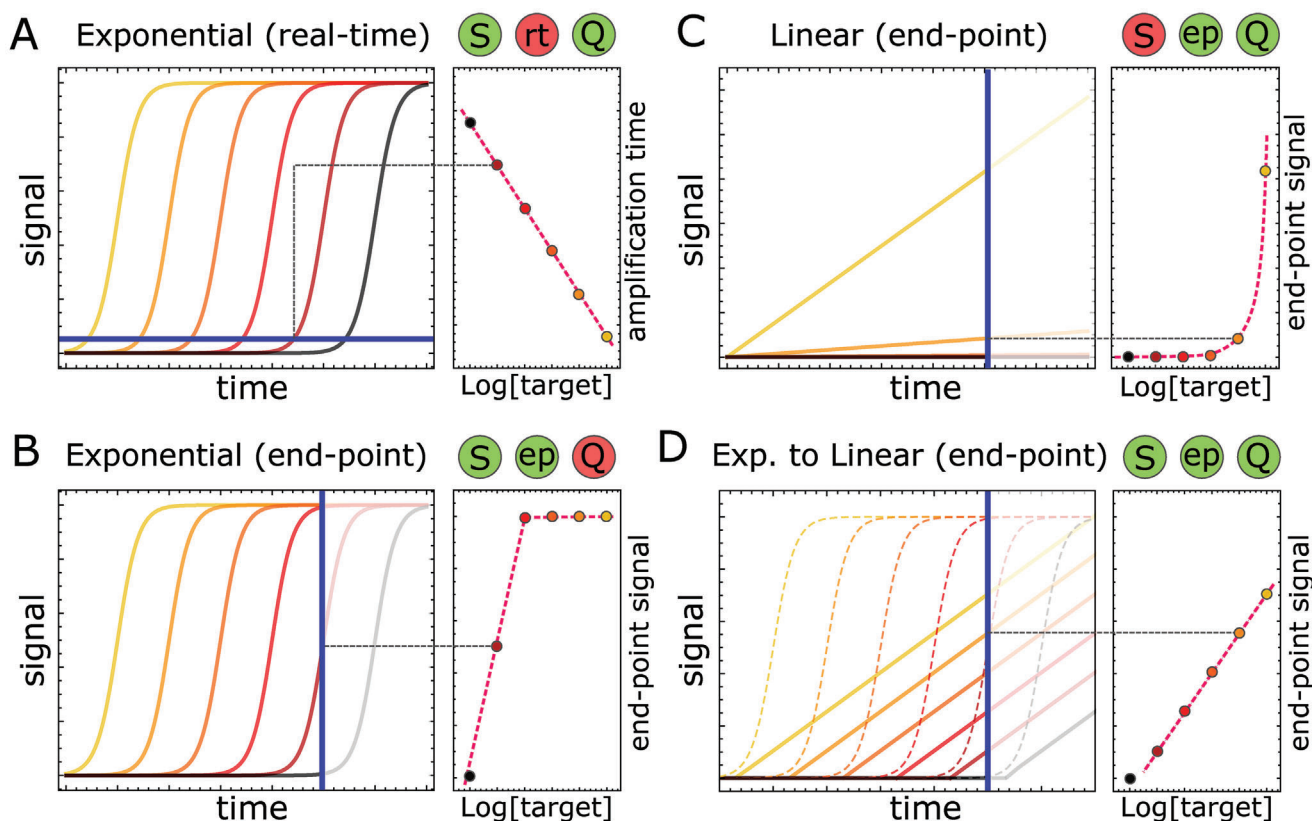 A Exponential (real-time) S rt Q
signal
time
Log[target]
amplification time
B Exponential (end-point) S ep Q
signal
time
Log[target]
end-point signal
C Linear (end-point) S ep Q
signal
time
Log[target]
end-point signal
D Exp. to Linear (end-point) S ep Q
signal
time
Log[target]
end-point signal